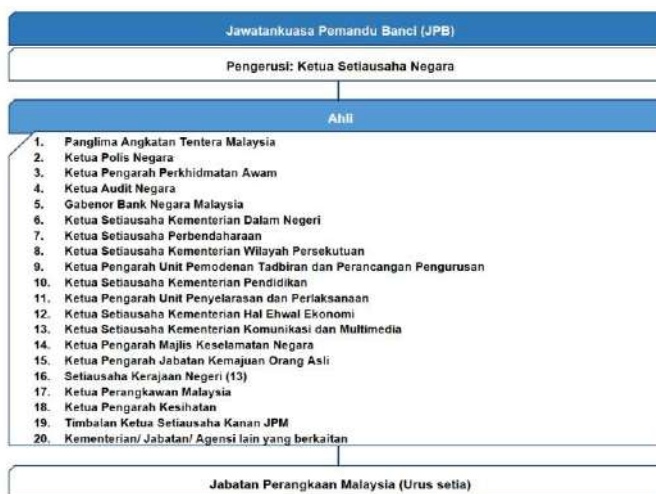 Jawatankuasa Pemandu Banci (JPB)
Pengerusi: Ketua Setiausaha Negara
Ahli
1. Panglima Angkatan Tentera Malaysia
2. Ketua Polis Negara
3. Ketua Pengarah Perkhidmatan Awam
4. Ketua Audit Negara
5. Gabenor Bank Negara Malaysia
6. Ketua Setiausaha Kementerian Dalam Negeri
7. Ketua Setiausaha Perbendaharaan
8. Ketua Setiausaha Kementerian Wilayah Persekutuan
9. Ketua Pengarah Unit Pemodenan Tadbiran dan Perancangan Pengurusan
10. Ketua Setiausaha Kementerian Pendidikan
11. Ketua Pengarah Unit Penyelarasan dan Perlaksanaan
12. Ketua Setiausaha Kementerian Hal Ehwal Ekonomi
13. Ketua Setiausaha Kementerian Komunikasi dan Multimedia
14. Ketua Pengarah Majlis Keselamatan Negara
15. Ketua Pengarah Jabatan Kemajuan Orang Asli
16. Setiausaha Kerajaan Negeri (13)
17. Ketua Perangkawan Malaysia
18. Ketua Pengarah Kesihatan
19. Timbalan Ketua Setiausaha Kanan JPM
20. Kementerian/ Jabatan/ Agensi lain yang berkaitan
Jabatan Perangkaan Malaysia (Urus setia)